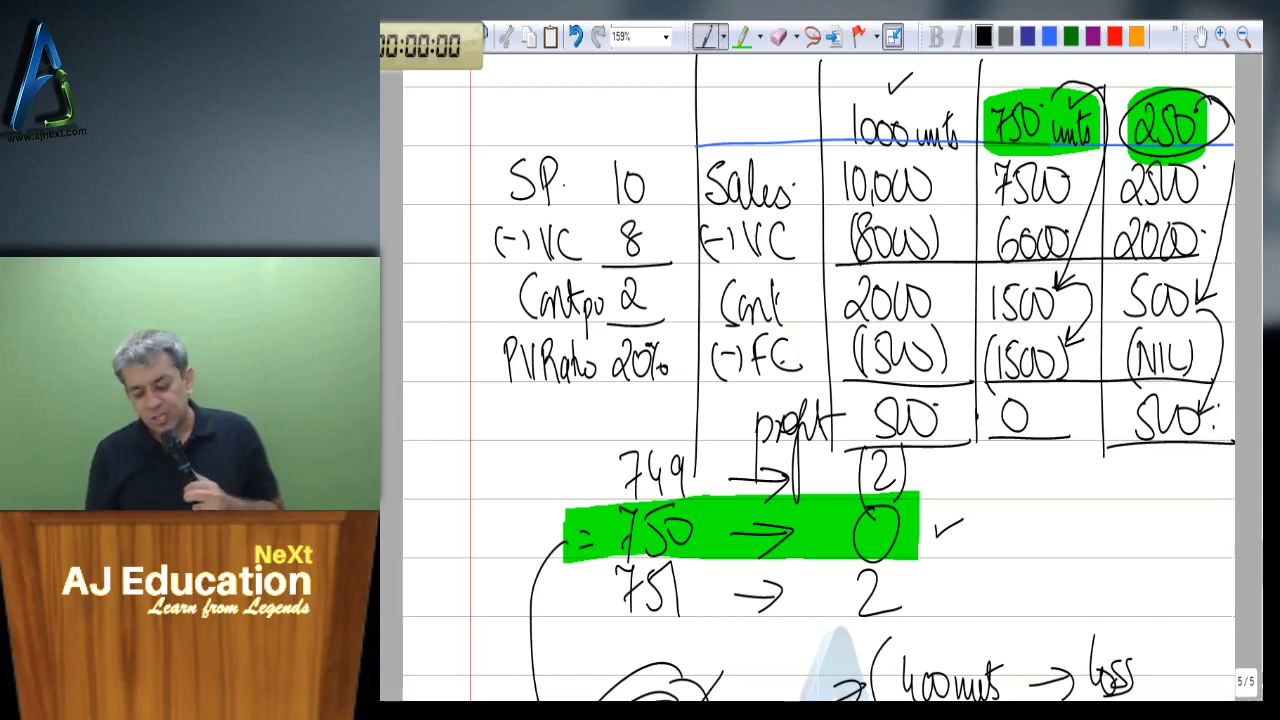 AJ
www.ajnext.com
00:00:00
159%
B I
1000 units 750 units 250
SP. 10 Sales 10,000 7500 2500
(-) VC 8 (-) VC (8000) 6000 2000
Cont pu 2 Cont 2000 1500 500
PV Ratio 20% (-) FC (1500) (1500) (NIL)
profit 500 0 500
749 → (2)
= 750 → 0 ✓
751 → 2
400 units → loss
NeXt
AJ Education
Learn from Legends
5/5